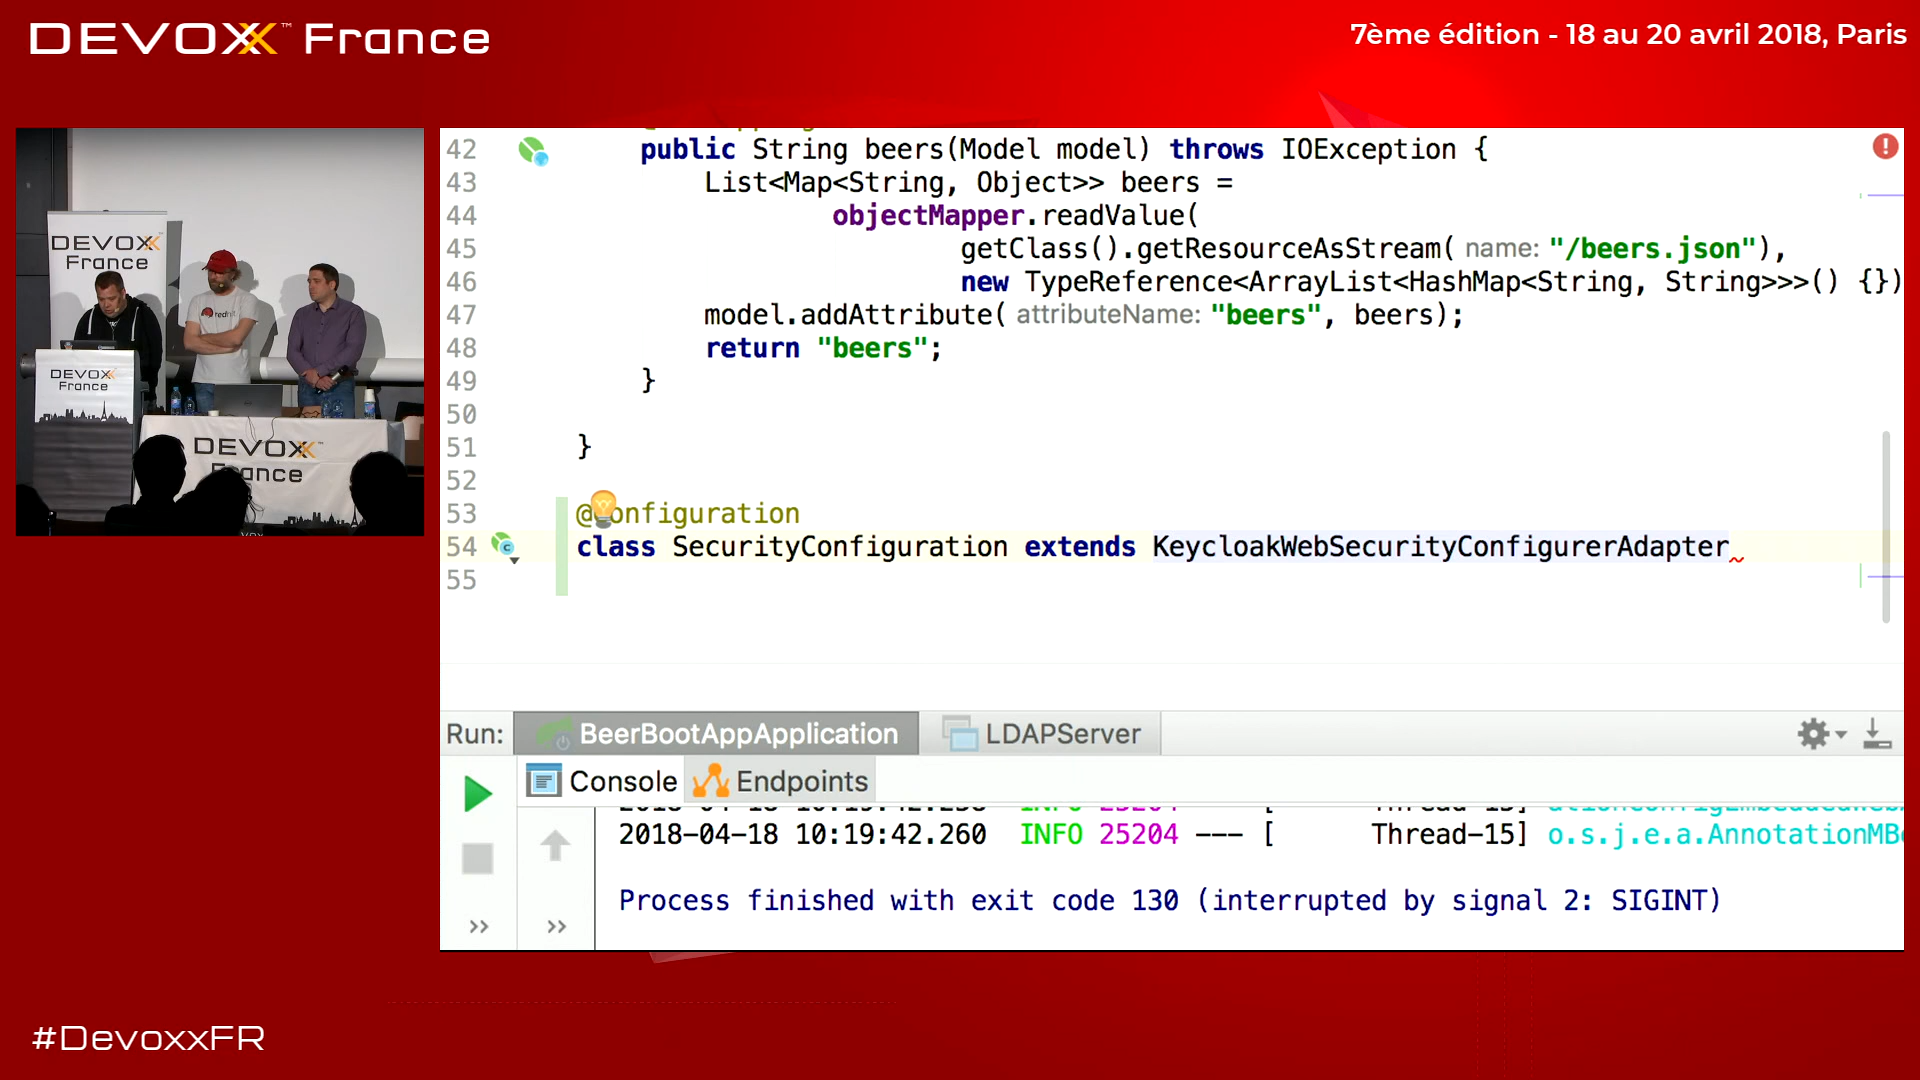 DEVOXX™ France
7ème édition - 18 au 20 avril 2018, Paris
DEVOXX
France
redhat
DEVOXX
France
DEVOXX™
France
42 public String beers(Model model) throws IOException {
43 List<Map<String, Object>> beers =
44 objectMapper.readValue(
45 getClass().getResourceAsStream( name: "/beers.json"),
46 new TypeReference<ArrayList<HashMap<String, String>>>() {})
47 model.addAttribute( attributeName: "beers", beers);
48 return "beers";
49 }
50
51 }
52
53 @Configuration
54 class SecurityConfiguration extends KeycloakWebSecurityConfigurerAdapter
55
Run: BeerBootAppApplication LDAPServer
Console Endpoints
2018-04-18 10:19:42.260 INFO 25204 --- [ Thread-15] o.s.j.e.a.AnnotationMB
Process finished with exit code 130 (interrupted by signal 2: SIGINT)
#DevoxxFR